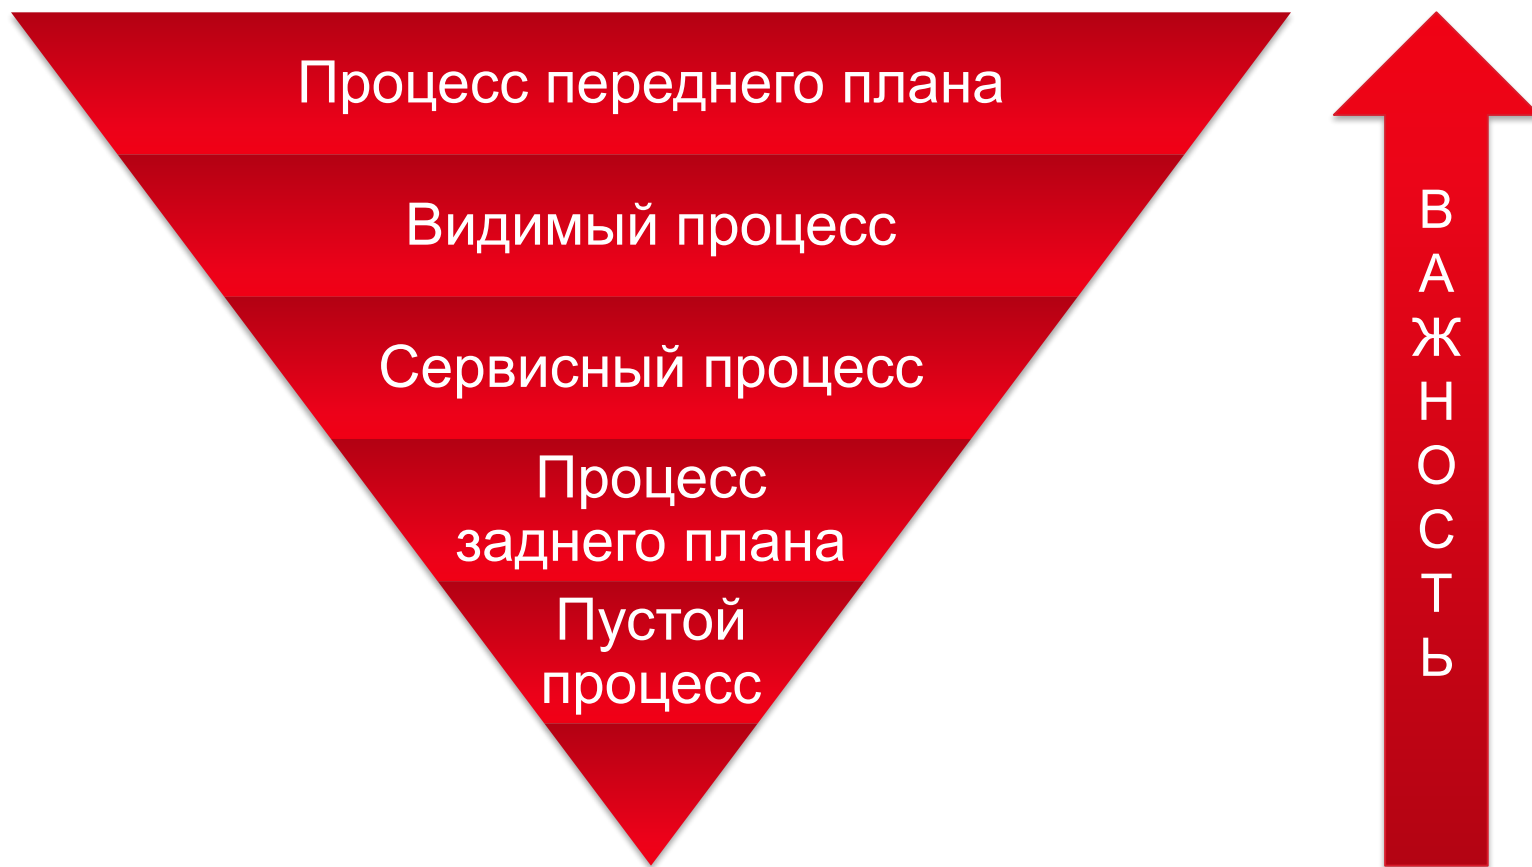 Процесс переднего плана
Видимый процесс
Сервисный процесс
Процесс
заднего плана
Пустой
процесс
В
А
Ж
Н
О
С
Т
Ь